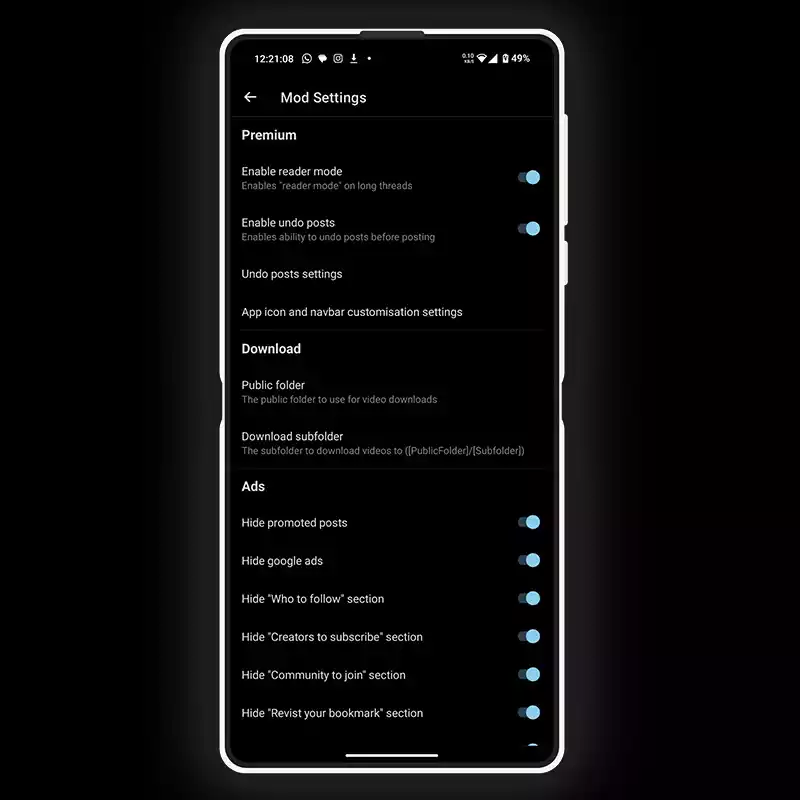 12:21:08
0.10
KB/S
49%
Mod Settings
Premium
Enable reader mode
Enables "reader mode" on long threads
Enable undo posts
Enables ability to undo posts before posting
Undo posts settings
App icon and navbar customisation settings
Download
Public folder
The public folder to use for video downloads
Download subfolder
The subfolder to download videos to ([PublicFolder]/[Subfolder])
Ads
Hide promoted posts
Hide google ads
Hide "Who to follow" section
Hide "Creators to subscribe" section
Hide "Community to join" section
Hide "Revist your bookmark" section